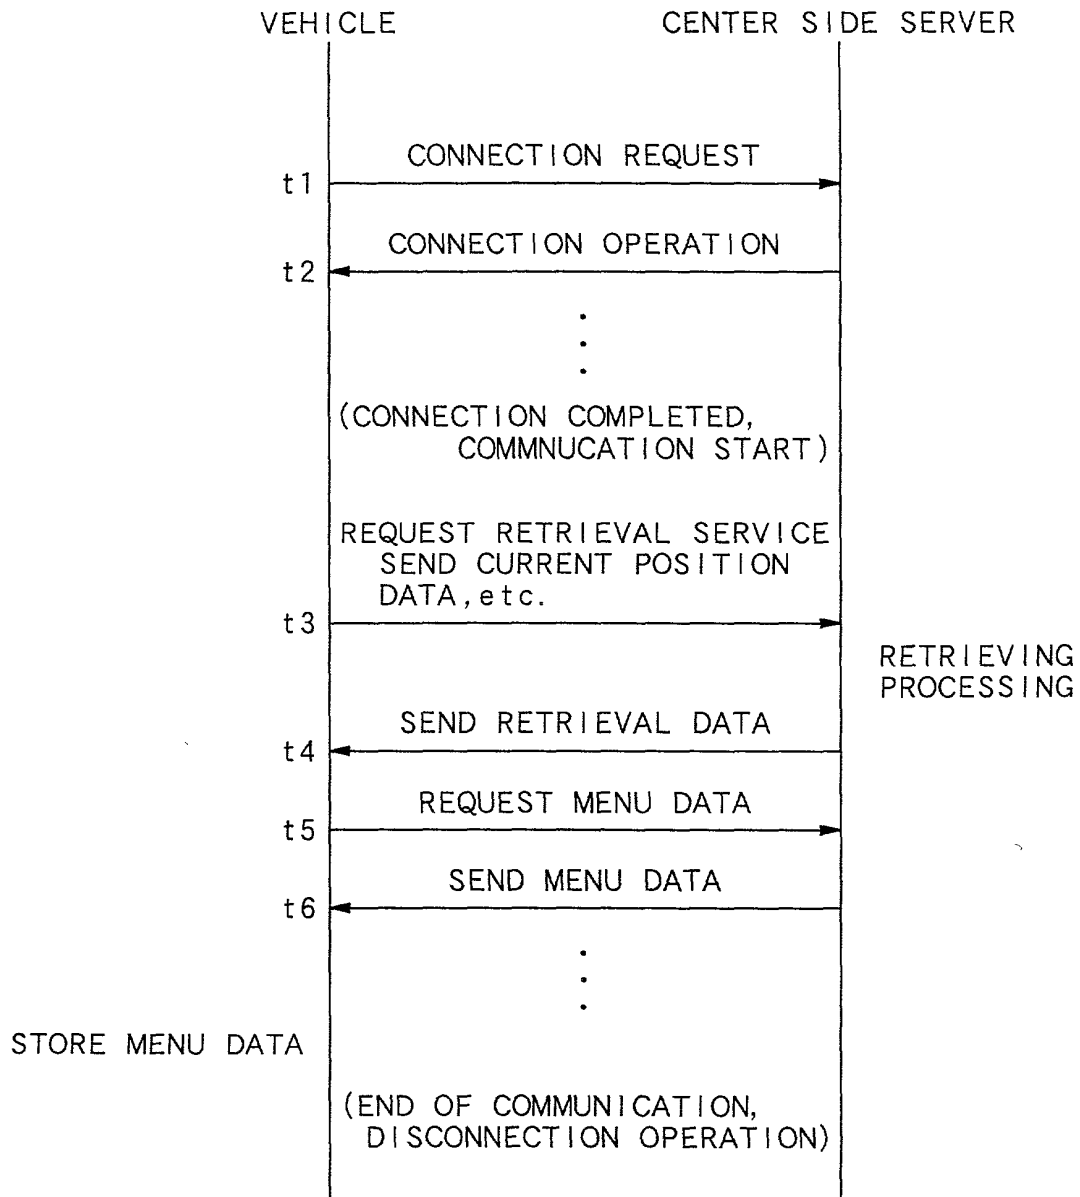 VEHICLE
CENTER SIDE SERVER
CONNECTION REQUEST
t1
CONNECTION OPERATION
t2
(CONNECTION COMPLETED,
COMMNUCATION START)
REQUEST RETRIEVAL SERVICE
SEND CURRENT POSITION
DATA,etc.
t3
RETRIEVING
PROCESSING
SEND RETRIEVAL DATA
t4
REQUEST MENU DATA
t5
SEND MENU DATA
t6
STORE MENU DATA
(END OF COMMUNICATION,
DISCONNECTION OPERATION)